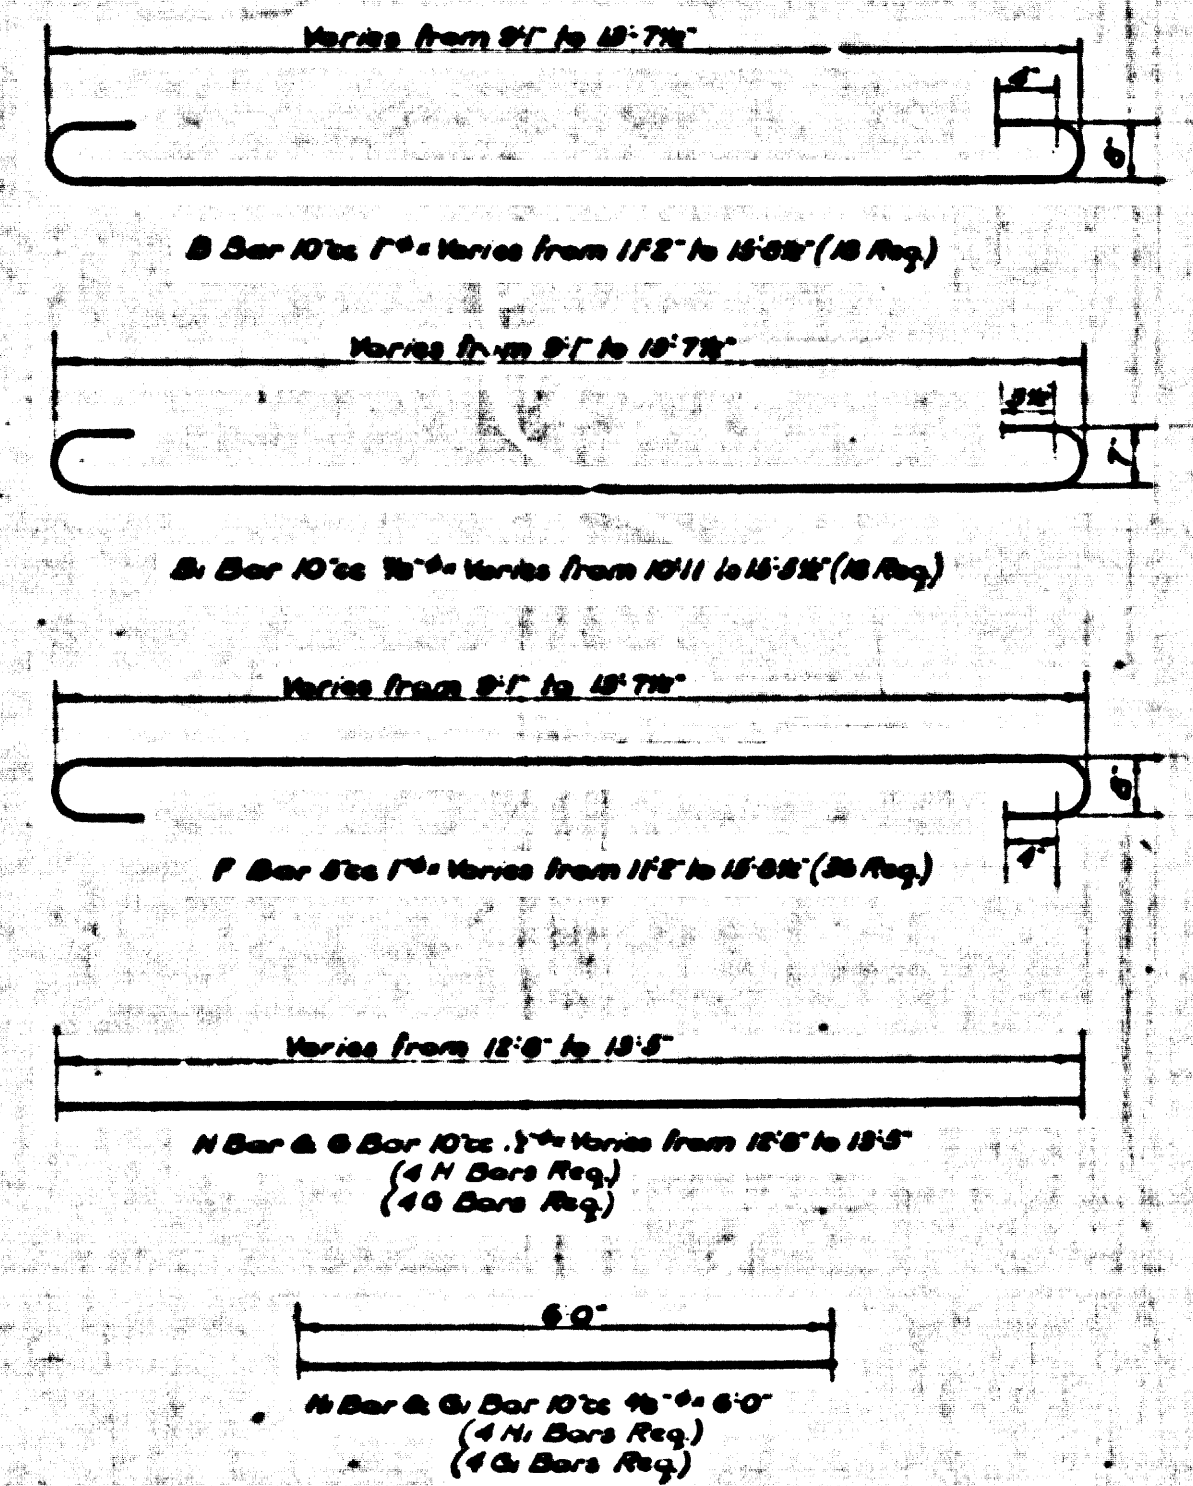 Varies from 9'-1" to 13'-7½"
4"
6"
B Bar 10"cc 1"ϕ = Varies from 11'-2" to 15'-8½" (18 Req.)
Varies from 9'-1" to 13'-7½"
3½"
7"
B₁ Bar 10"cc ⅞"ϕ = Varies from 10'-11 to 15'-5½" (18 Req.)
Varies from 9'-1" to 13'-7½"
6"
4"
F Bar 5"cc 1"ϕ = Varies from 11'-2" to 15'-8½" (36 Req.)
Varies from 12'-8" to 13'-5"
H Bar & G Bar 10"cc ϕ = Varies from 12'-8" to 13'-5"
(4 H Bars Req.)
(4 G Bars Req.)
6'-0"
H₁ Bar & G₁ Bar 10"cc ϕ = 6'-0"
(4 H₁ Bars Req.)
(4 G₁ Bars Req.)